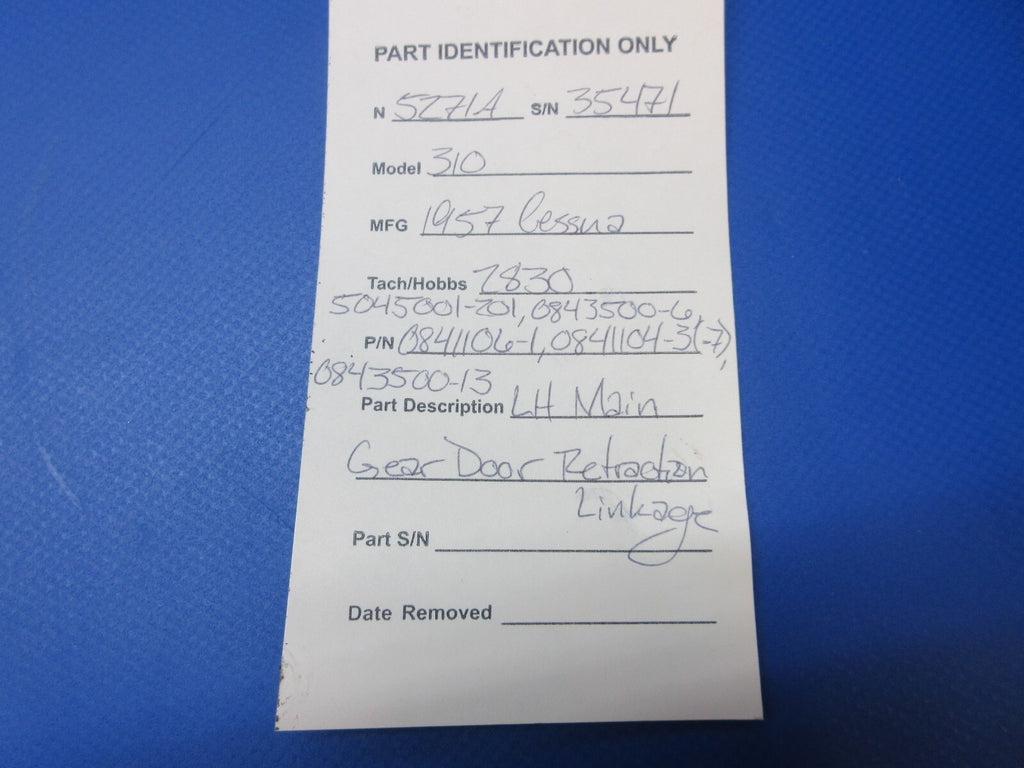 PART IDENTIFICATION ONLY
N 5271A S/N 35471
Model 310
MFG 1957 Cessna
Tach/Hobbs 2830
5045001-201, 0843500-6,
P/N 0841106-1, 0841104-3(-7),
0843500-13
Part Description LH Main
Gear Door Retraction
Linkage
Part S/N
Date Removed